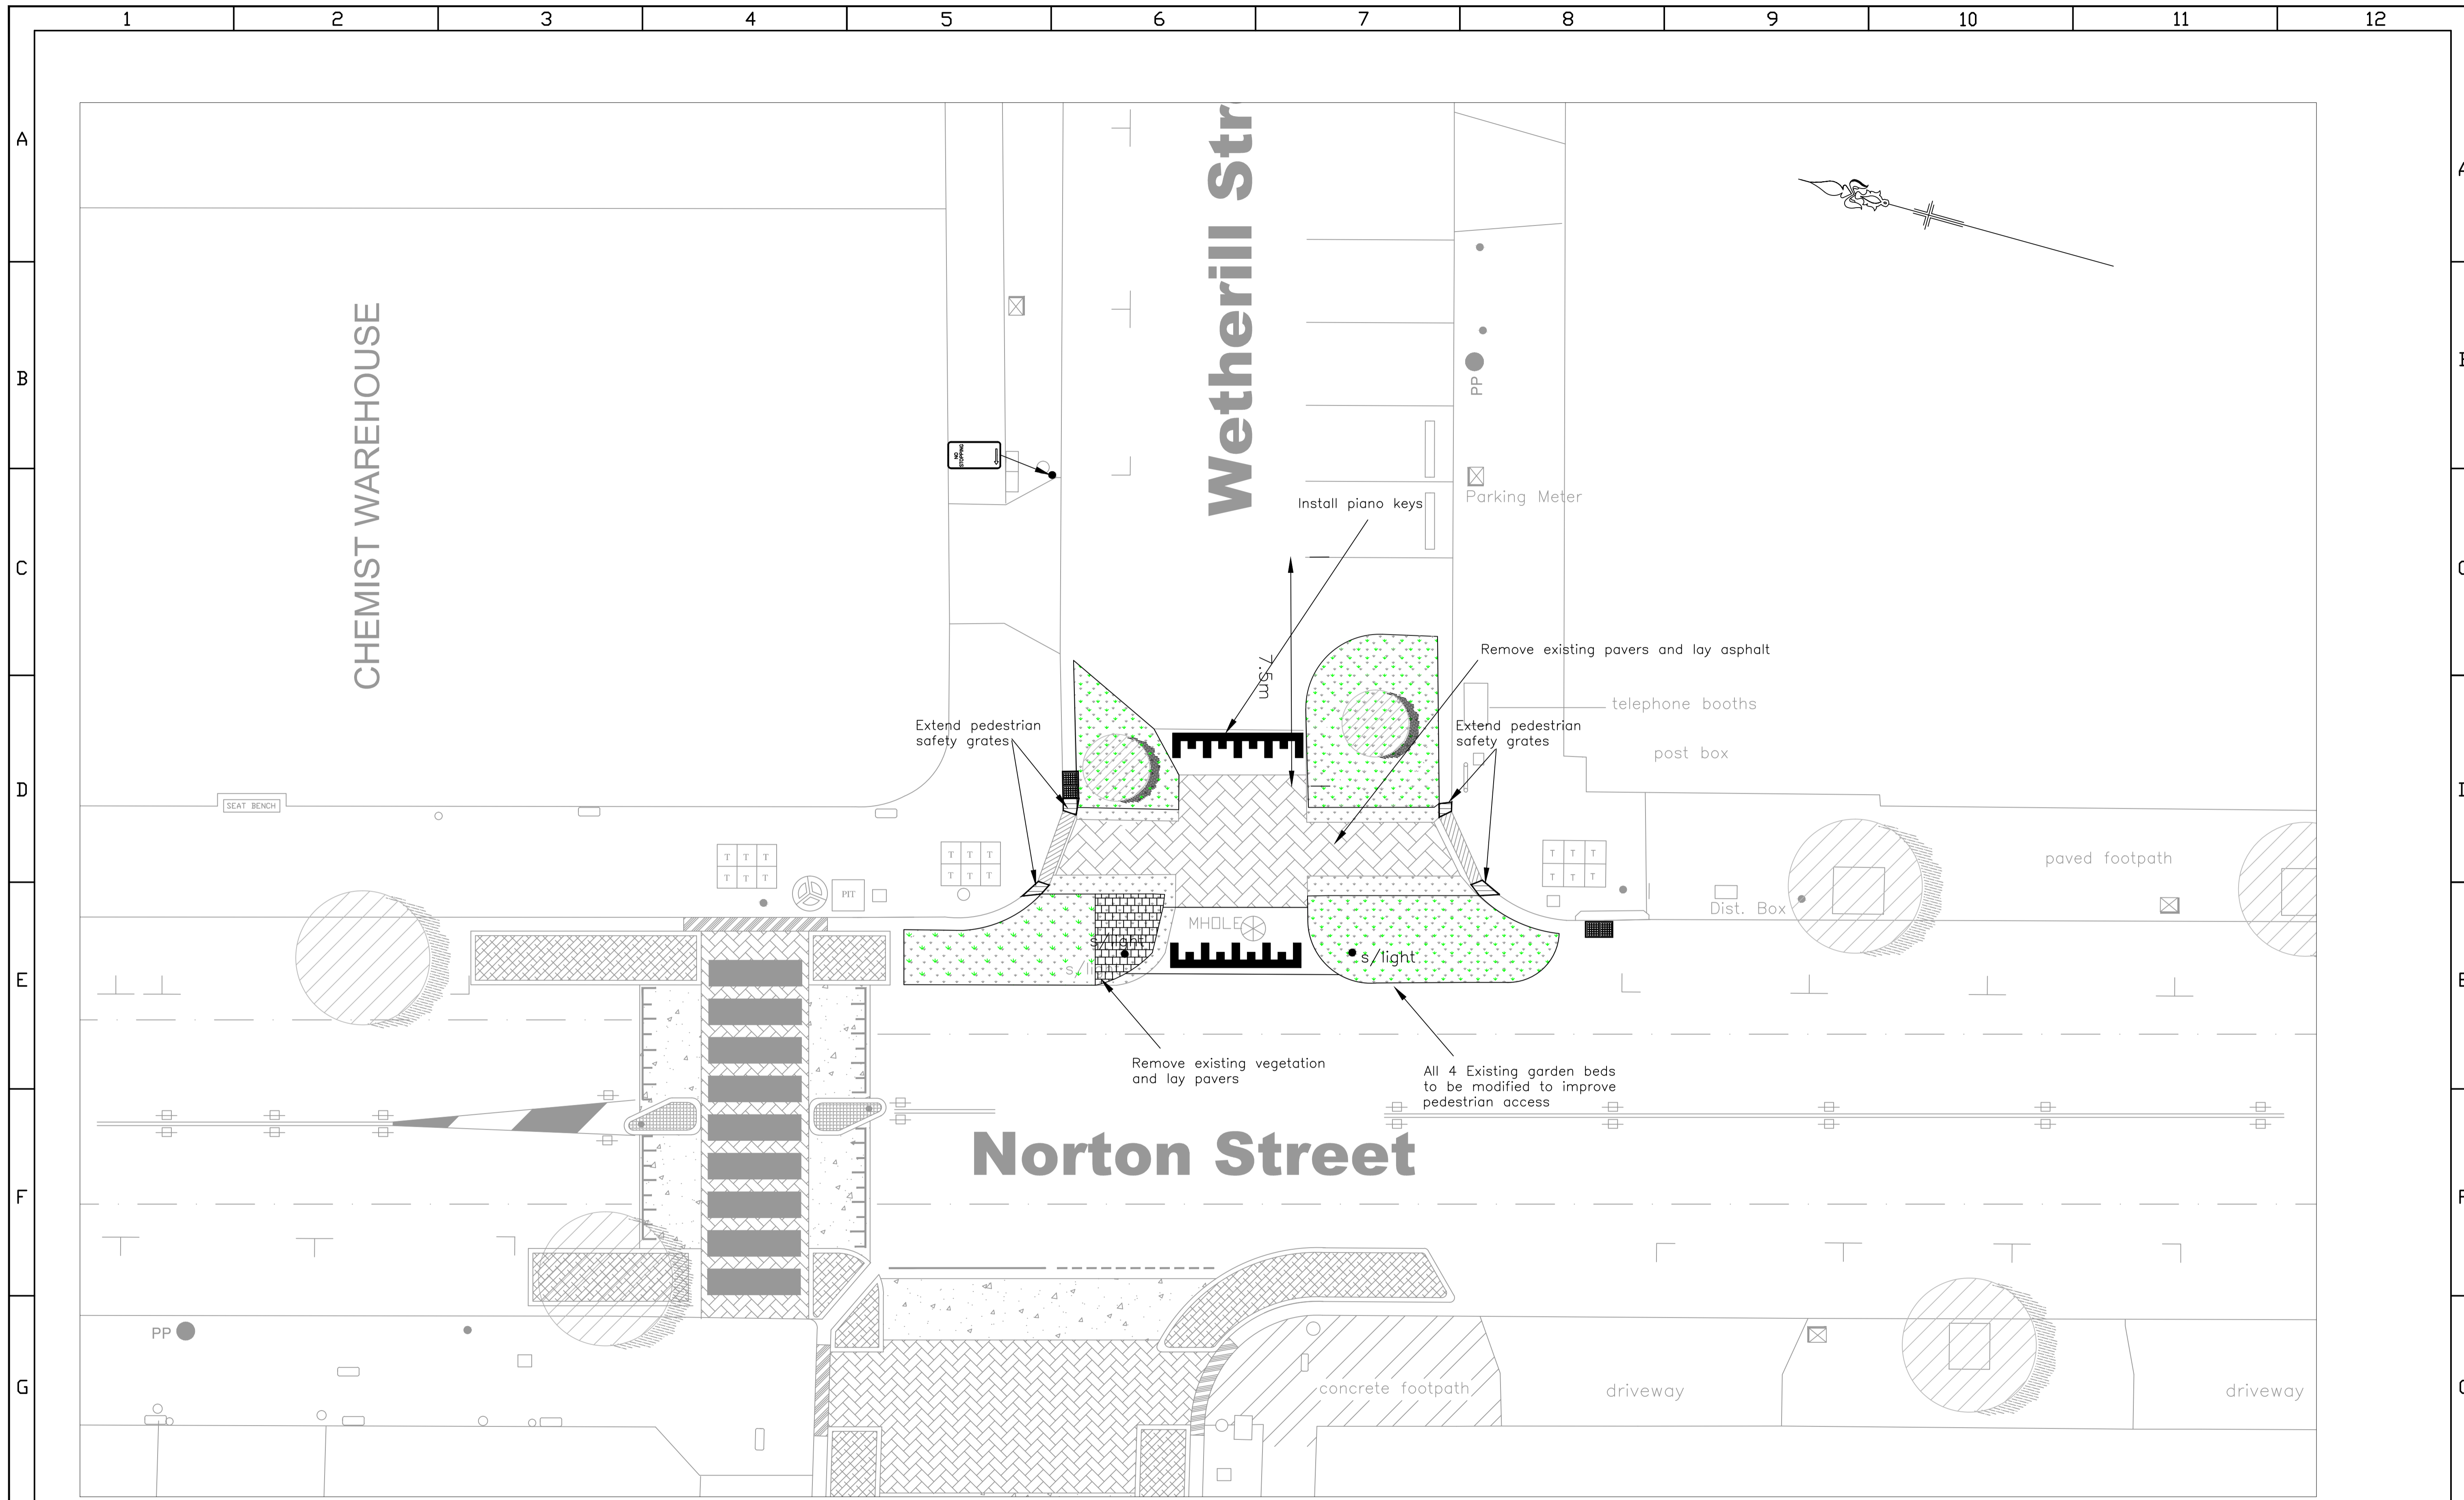 1 2 3 4 5 6 7 8 9 10 11 12
A
Wetherill Str
B
CHEMIST WAREHOUSE
PP
NO
STOPPING
Parking Meter
Install piano keys
C
7.5m
Remove existing pavers and lay asphalt
telephone booths
Extend pedestrian
safety grates
Extend pedestrian
safety grates
post box
D
SEAT BENCH
T T T
T T T
PIT
T T T
T T T
T T T
T T T
paved footpath
Dist. Box
MHOLE
s/light
s/light
s/light
E
Remove existing vegetation
and lay pavers
All 4 Existing garden beds
to be modified to improve
pedestrian access
Norton Street
F
PP
G
concrete footpath
driveway
driveway